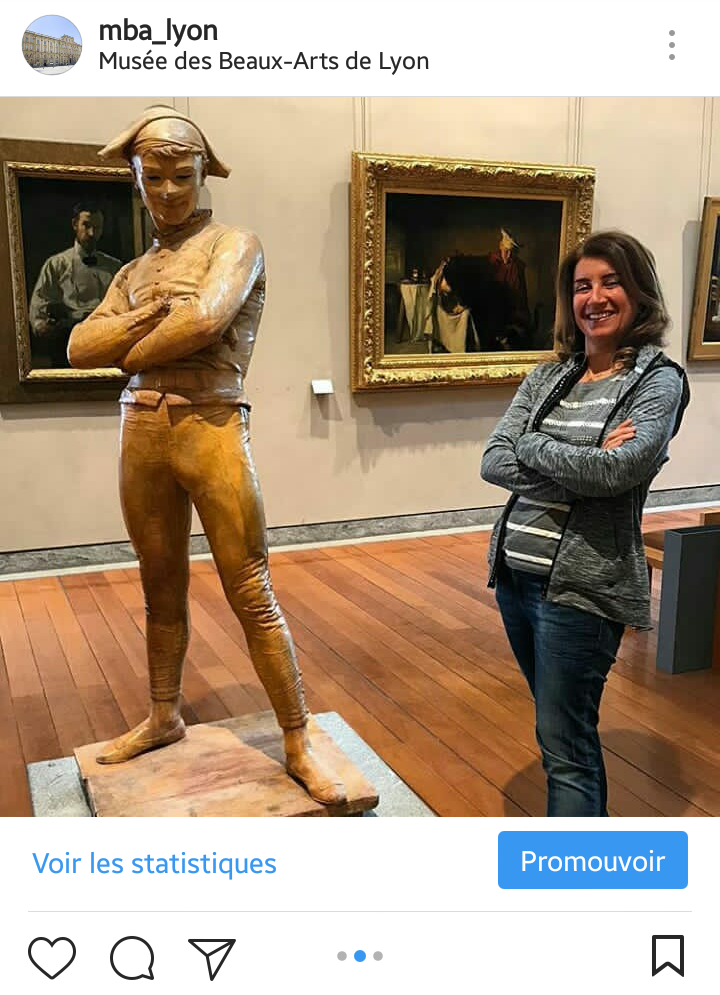 mba_lyon
Musée des Beaux-Arts de Lyon
Voir les statistiques
Promouvoir